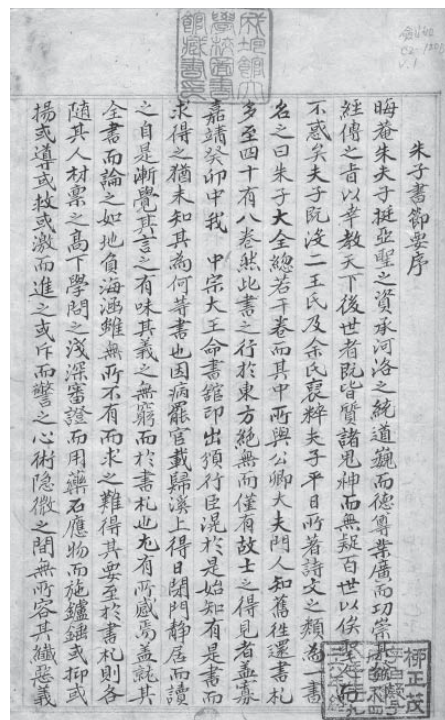 朱子書節要序
晦菴朱夫子挺亞聖之資承河洛之統道巍而德尊業廣而功崇其
經傳之旨以幸教天下後世者旣皆質諸鬼神而無疑百世以俟聖人而
不惑矣夫子旣沒二王氏及余氏裒稡夫子平日所著詩文之類為一書
名之曰朱子大全總若干卷而其中所與公卿大夫門人知舊往還書札
多至四十有八卷然此書之行於東方絶無而僅有故士之得見者盖寡
嘉靖癸卯中我 中宗大王命書舘印出頒行臣滉於是始知有是書而
求得之猶未知其為何等書也因病罷官載歸溪上得日閉門静居而讀
之自是漸覺其言之有味其義之無窮而於書札也尤有所感焉盖就其
全書而論之如地負海涵雖無所不有而求之難得其要至於書札則各
隨其人材稟之高下學問之淺深審證而用藥石應物而施鑪錘或抑或
揚或導或救或激而進之或斥而警之心術隐微之間無所容其纎惡義
柳正茂